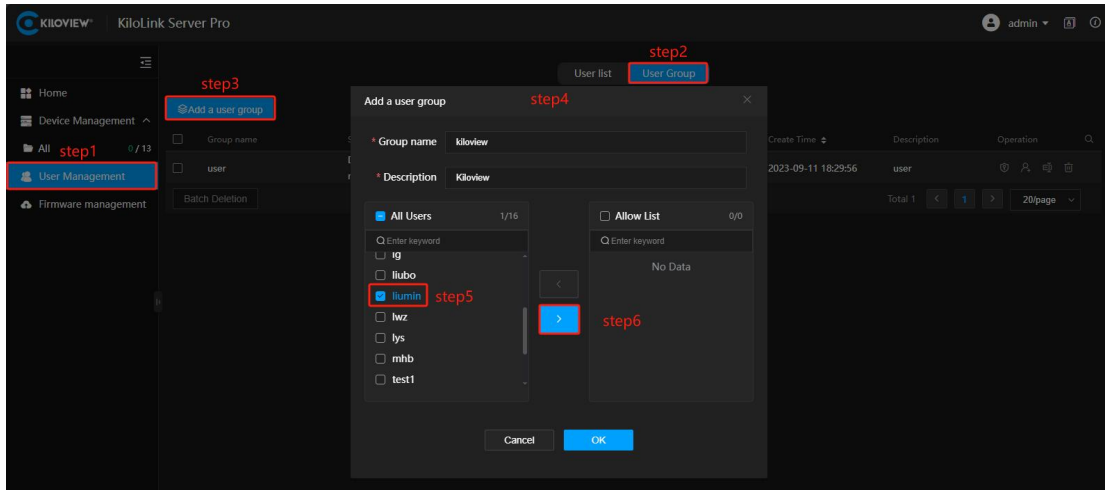 KILOVIEW KiloLink Server Pro admin
step2
User list User Group
step3
Add a user group
Home
Device Management
All step1 0/13
User Management
Firmware management
Group name
Create Time Description Operation
user
2023-09-11 18:29:56 user
Batch Deletion
Total 1 < 1 > 20/page
Add a user group step4
* Group name kiloview
* Description Kiloview
All Users 1/16
Enter keyword
ig
liubo
liumin step5
lwz
lys
mhb
test1
<
> step6
Allow List 0/0
Enter keyword
No Data
Cancel OK